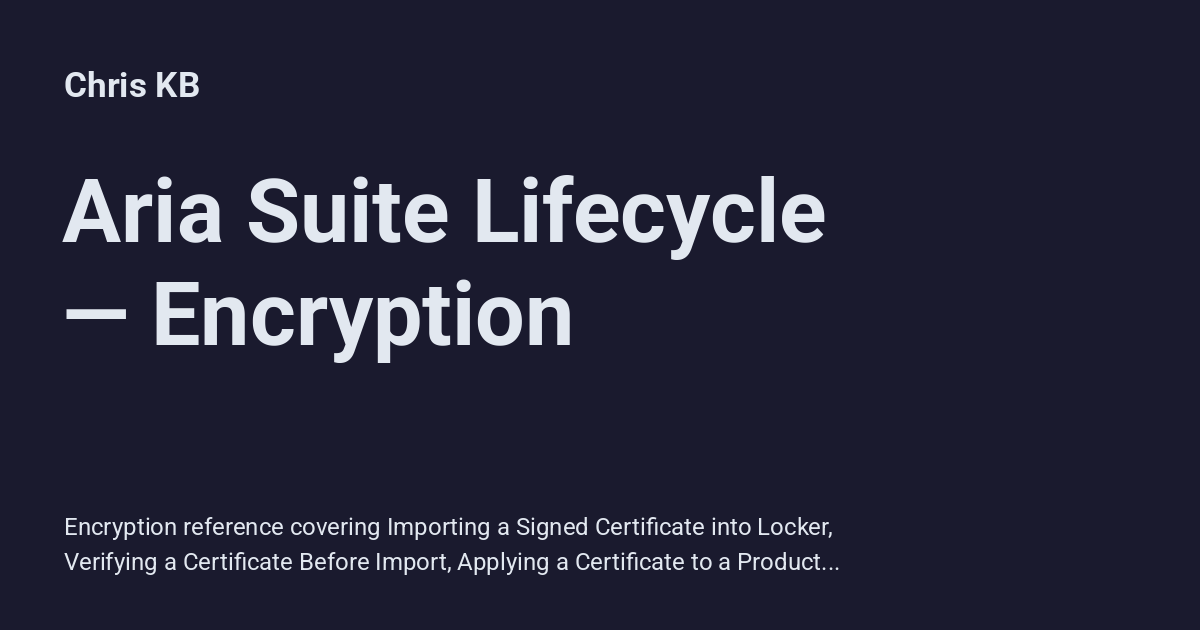 Chris KB
Aria Suite Lifecycle
— Encryption
Encryption reference covering Importing a Signed Certificate into Locker,
Verifying a Certificate Before Import, Applying a Certificate to a Product...